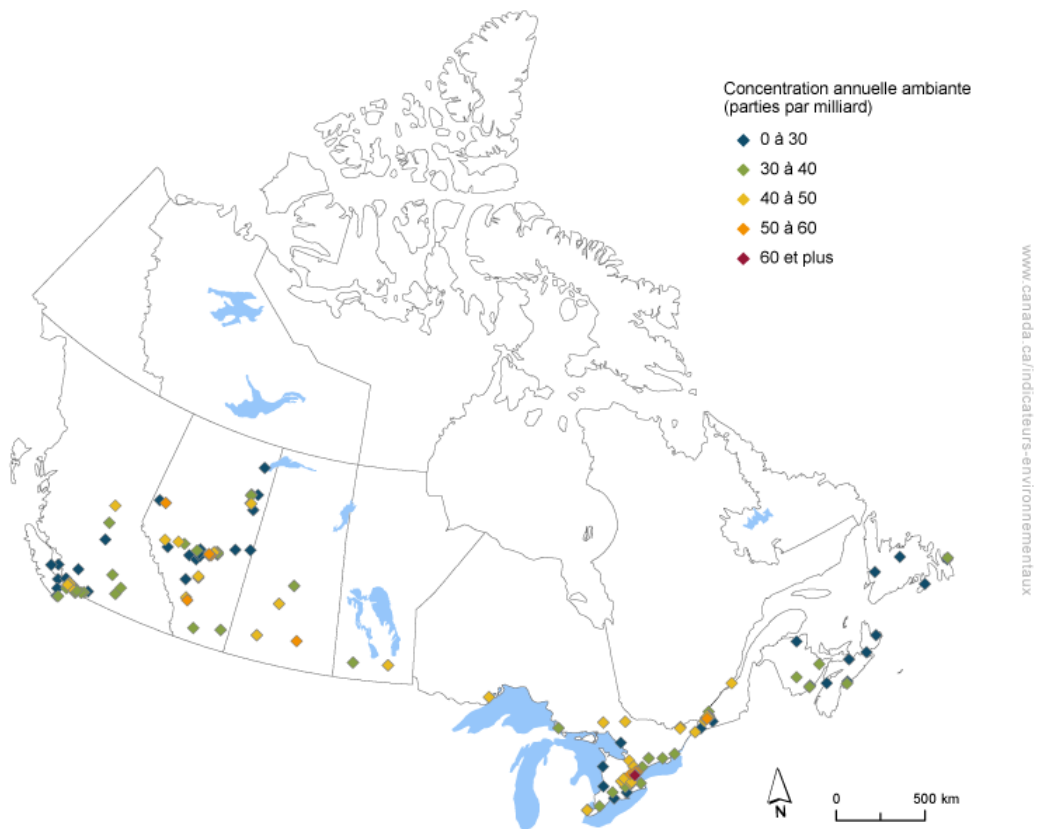 Concentration annuelle ambiante
(parties par milliard)
0 à 30
30 à 40
40 à 50
50 à 60
60 et plus
www.canada.ca/indicateurs-environnementaux
N
0 500 km